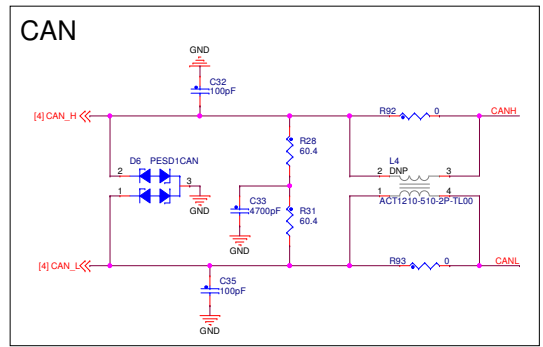 CAN
GND
C32
100pF
[4] CAN_H
R92 0 CANH
R28
60.4
L4
DNP
2 D6 PESD1CAN
3
1
GND
2 3
1 4
ACT1210-510-2P-TL00
C33
4700pF
R31
60.4
GND
[4] CAN_L
R93 0 CANL
C35
100pF
GND